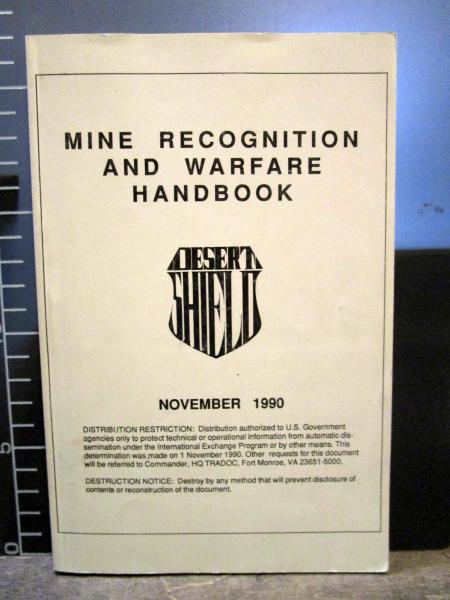 MINE RECOGNITION
AND WARFARE
HANDBOOK
DESERT
SHIELD
NOVEMBER 1990
DISTRIBUTION RESTRICTION: Distribution authorized to U.S. Government
agencies only to protect technical or operational information from automatic dis-
semination under the International Exchange Program or by other means. This
determination was made on 1 November 1990. Other requests for this document
will be referred to Commander, HQ TRADOC, Fort Monroe, VA 23651-5000.
DESTRUCTION NOTICE: Destroy by any method that will prevent disclosure of
contents or reconstruction of the document.
5
0